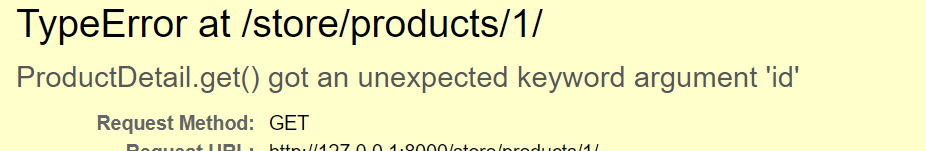 TypeError at /store/products/1/
ProductDetail.get() got an unexpected keyword argument 'id'
Request Method: GET
Request URL: http://127.0.0.1:8000/store/products/1/